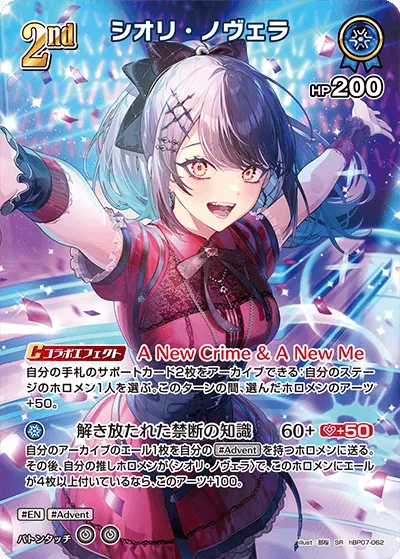 2nd
シオリ・ノヴェラ
HP200
コラボエフェクト A New Crime & A New Me
自分の手札のサポートカード2枚をアーカイブできる:自分のステ
ージのホロメン1人を選ぶ。このターンの間、選んだホロメンのアーツ
+50。
解き放たれた禁断の知識 60+ +50
自分のアーカイブのエール1枚を自分の #Advent を持つホロメンに送る。
その後、自分の推しホロメンが〈シオリ・ノヴェラ〉で、このホロメンにエール
が4枚以上付いているなら、このアーツ+100。
#EN #Advent
バトンタッチ
illust:
SR hBP07-062